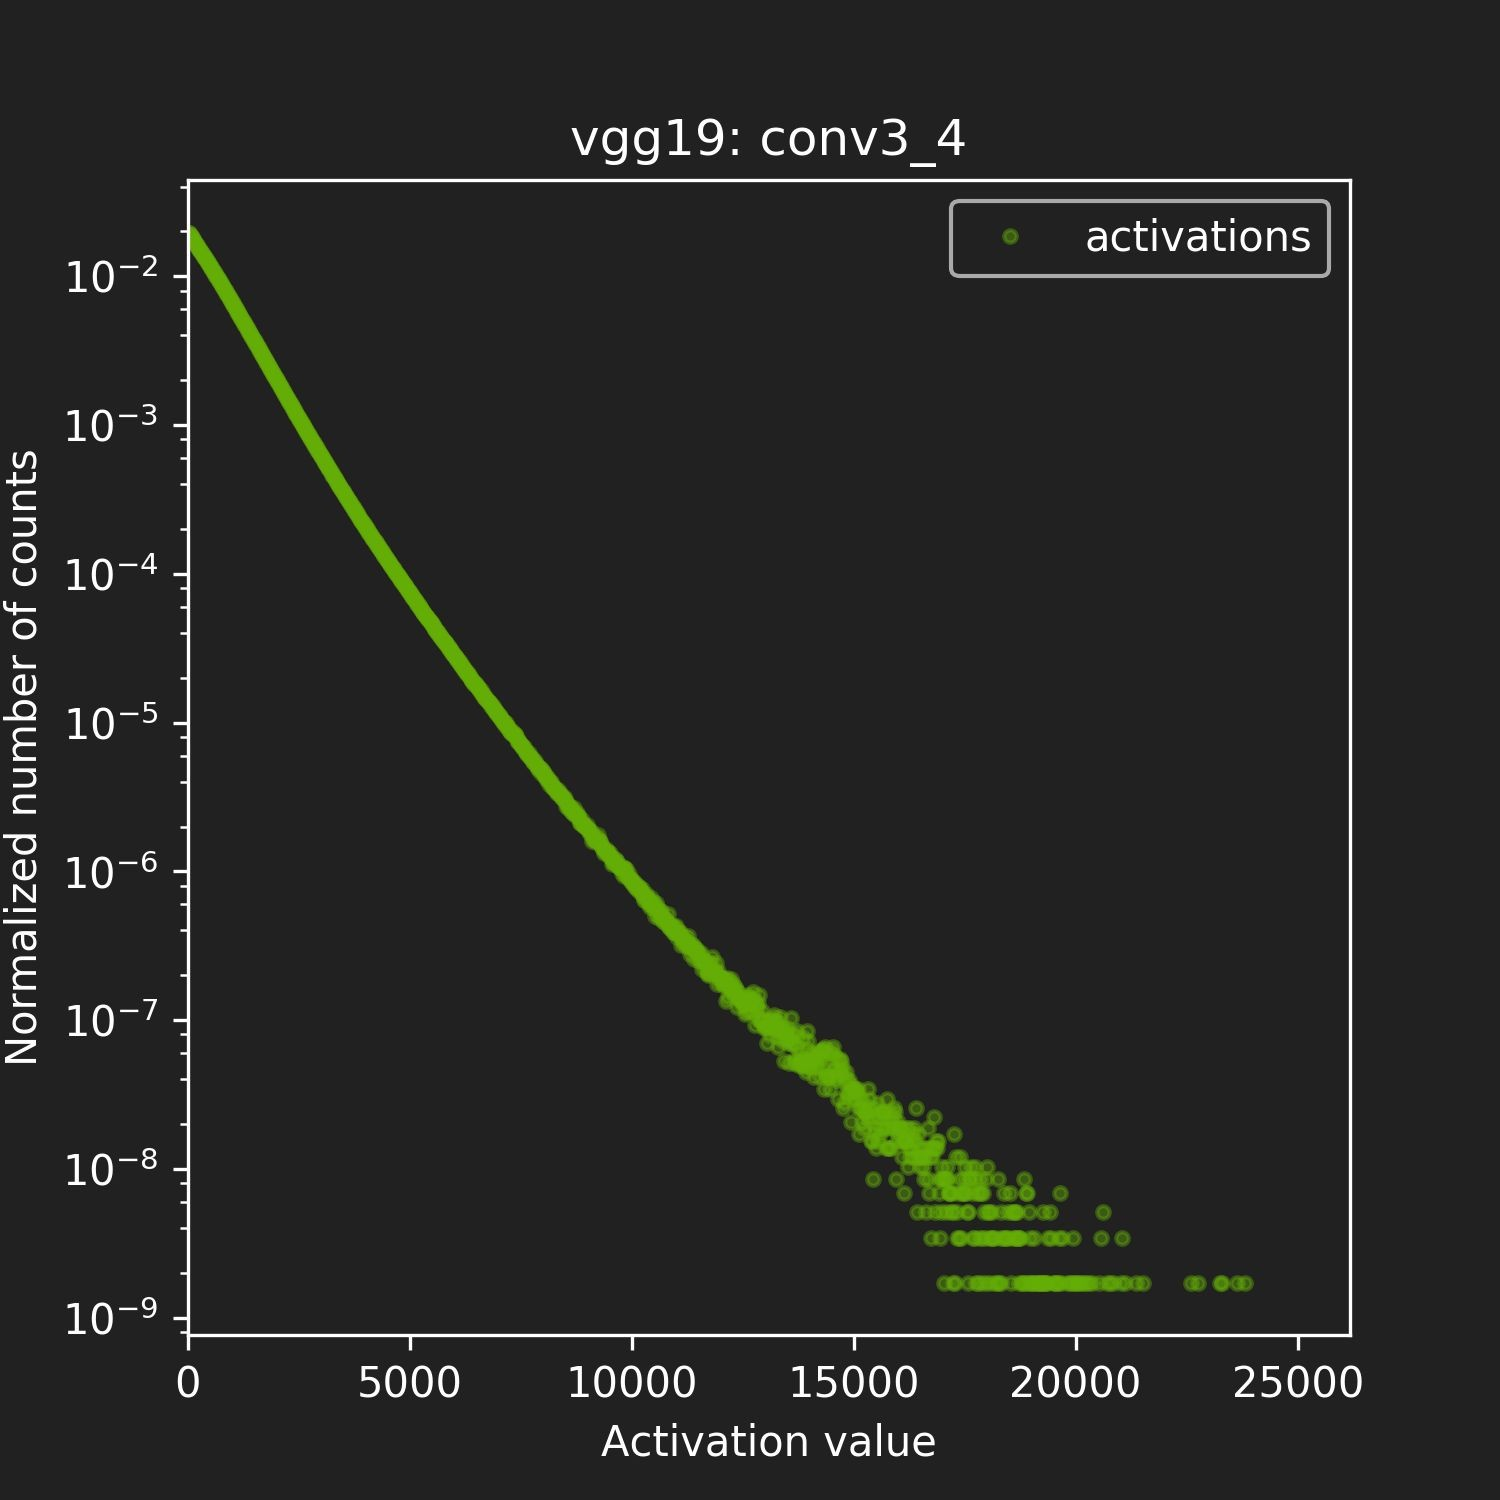 vgg19: conv3_4
activations
10⁻²
10⁻³
10⁻⁴
10⁻⁵
10⁻⁶
10⁻⁷
10⁻⁸
10⁻⁹
Normalized number of counts
0 5000 10000 15000 20000 25000
Activation value